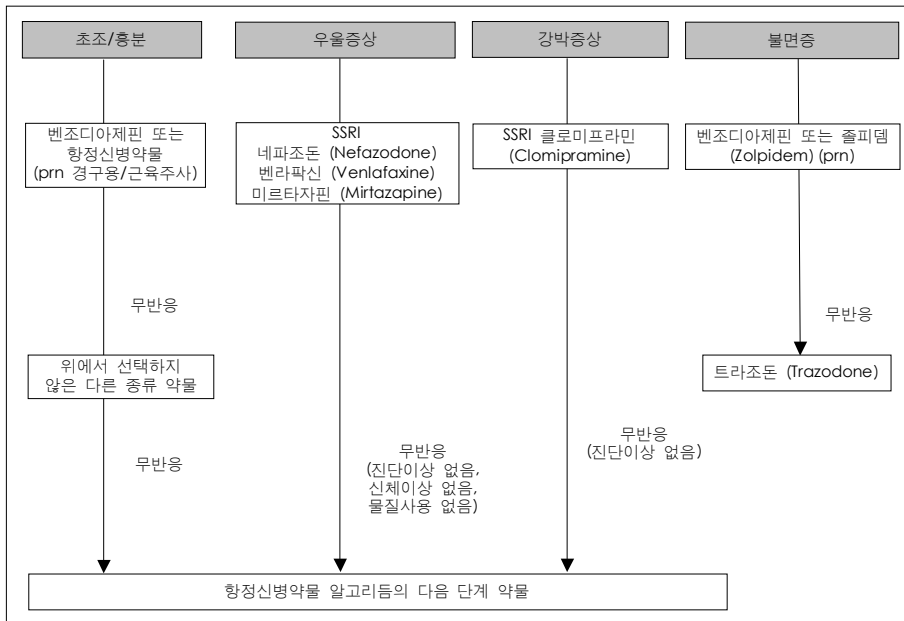 초조/흥분
벤조디아제핀 또는
항정신병약물
(prn 경구용/근육주사)
무반응
위에서 선택하지
않은 다른 종류 약물
무반응
우울증상
SSRI
네파조돈 (Nefazodone)
벤라팍신 (Venlafaxine)
미르타자핀 (Mirtazapine)
무반응
(진단이상 없음,
신체이상 없음,
물질사용 없음)
강박증상
SSRI 클로미프라민
(Clomipramine)
무반응
(진단이상 없음)
불면증
벤조디아제핀 또는 졸피뎀
(Zolpidem) (prn)
무반응
트라조돈 (Trazodone)
항정신병약물 알고리듬의 다음 단계 약물